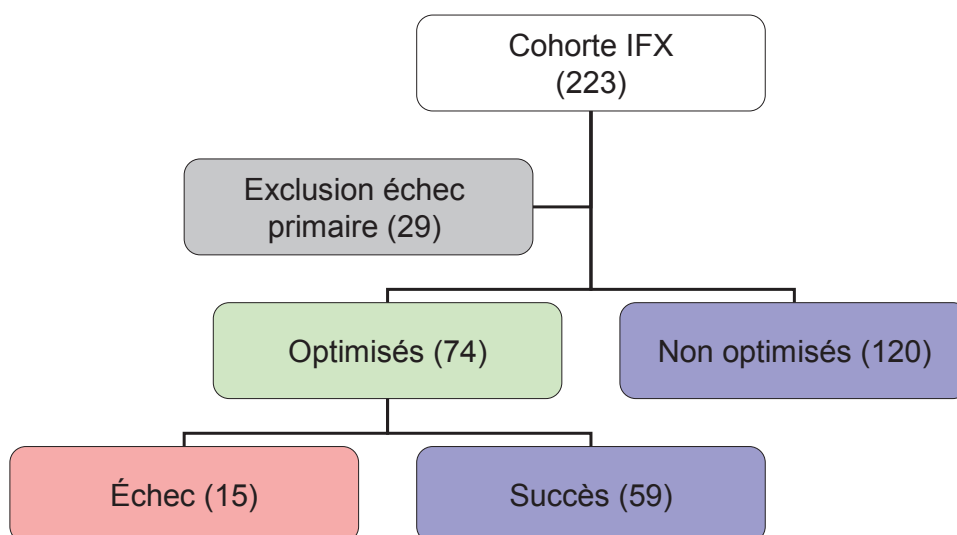 Cohorte IFX
(223)
Exclusion échec
primaire (29)
Optimisés (74)
Non optimisés (120)
Échec (15)
Succès (59)